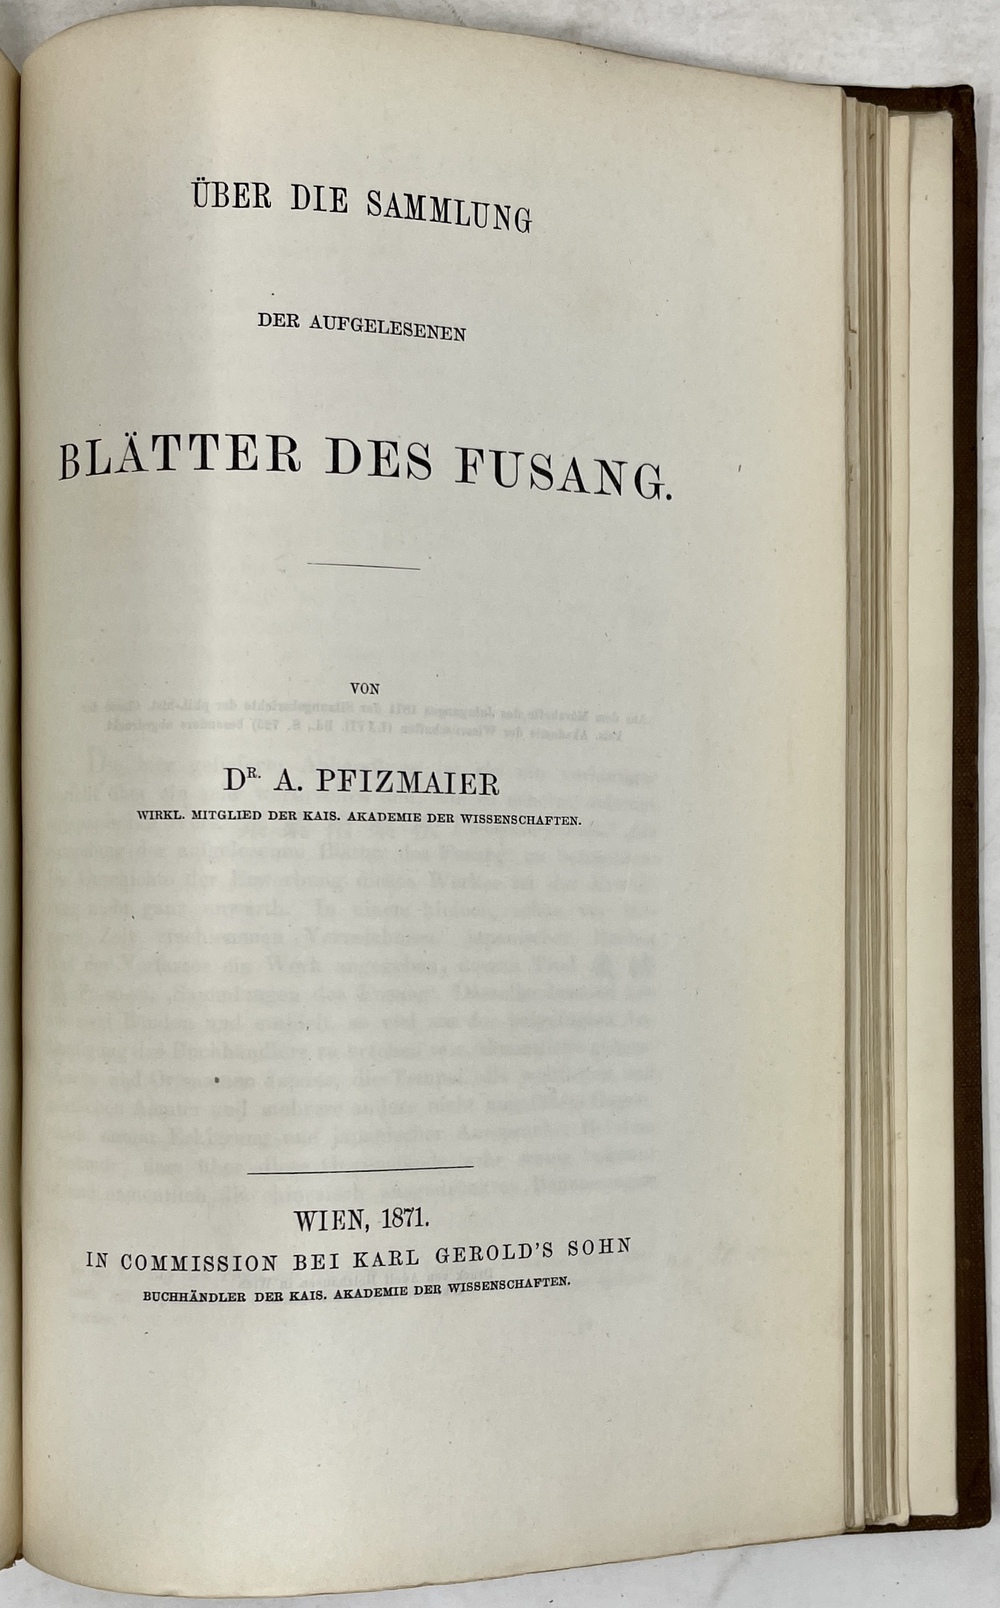 ÜBER DIE SAMMLUNG
DER AUFGELESENEN
BLÄTTER DES FUSANG.
VON
DR. A. PFIZMAIER
WIRKL. MITGLIED DER KAIS. AKADEMIE DER WISSENSCHAFTEN.
WIEN, 1871.
IN COMMISSION BEI KARL GEROLD'S SOHN
BUCHHÄNDLER DER KAIS. AKADEMIE DER WISSENSCHAFTEN.